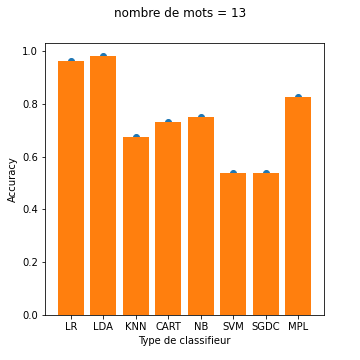 nombre de mots = 13
1.0
0.8
0.6
0.4
0.2
0.0
Accuracy
LR LDA KNN CART NB SVM SGDC MPL
Type de classifieur